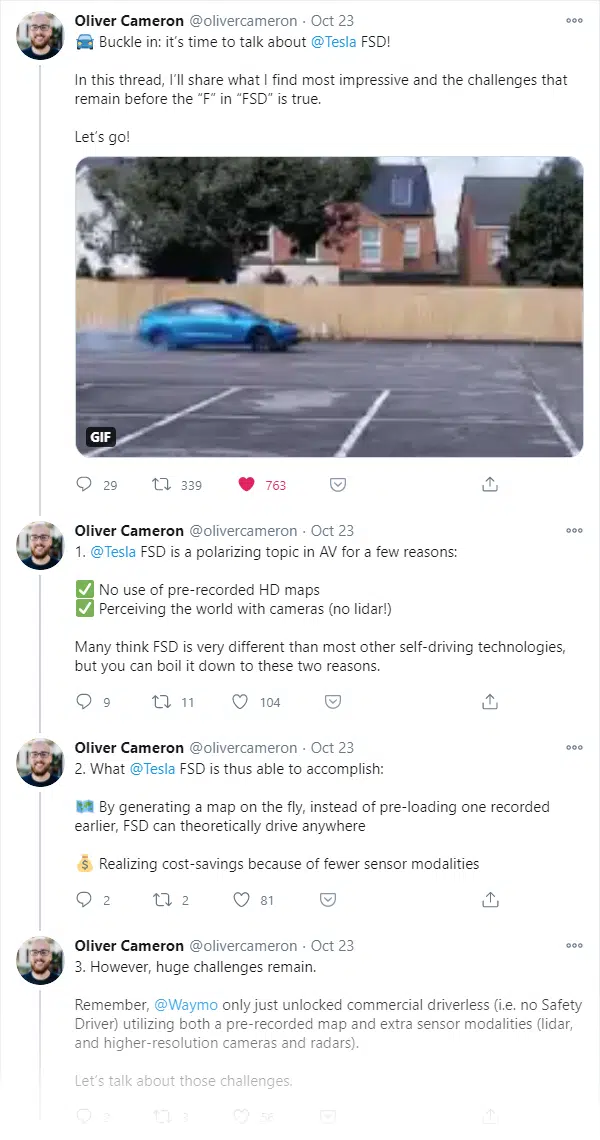 Oliver Cameron @olivercameron · Oct 23
🚘 Buckle in: it’s time to talk about @Tesla FSD!
In this thread, I’ll share what I find most impressive and the challenges that
remain before the “F” in “FSD” is true.
Let’s go!
GIF
29 339 763
Oliver Cameron @olivercameron · Oct 23
1. @Tesla FSD is a polarizing topic in AV for a few reasons:
✅ No use of pre-recorded HD maps
✅ Perceiving the world with cameras (no lidar!)
Many think FSD is very different than most other self-driving technologies,
but you can boil it down to these two reasons.
9 11 104
Oliver Cameron @olivercameron · Oct 23
2. What @Tesla FSD is thus able to accomplish:
🗺️ By generating a map on the fly, instead of pre-loading one recorded
earlier, FSD can theoretically drive anywhere
💰 Realizing cost-savings because of fewer sensor modalities
2 2 81
Oliver Cameron @olivercameron · Oct 23
3. However, huge challenges remain.
Remember, @Waymo only just unlocked commercial driverless (i.e. no Safety
Driver) utilizing both a pre-recorded map and extra sensor modalities (lidar,
and higher-resolution cameras and radars).
Let’s talk about those challenges.